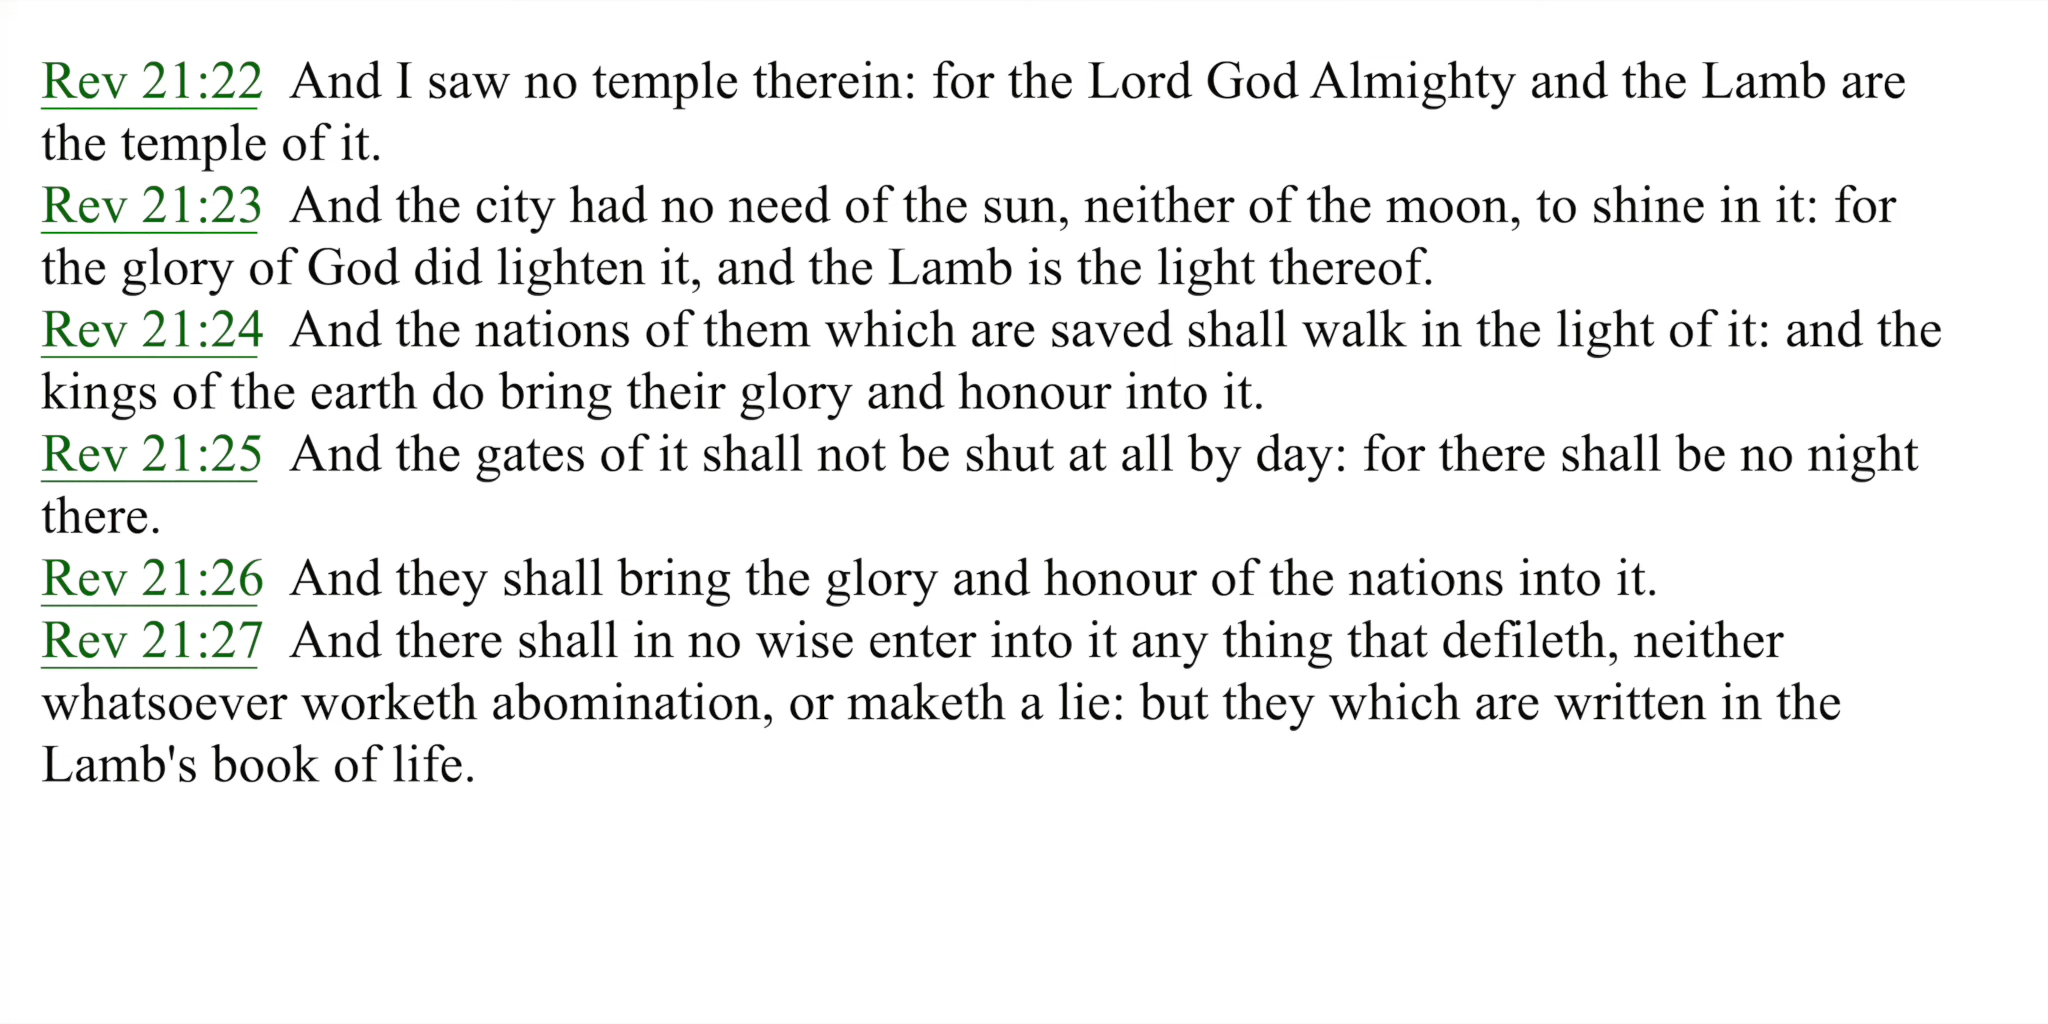 Rev 21:22  And I saw no temple therein: for the Lord God Almighty and the Lamb are
the temple of it.
Rev 21:23  And the city had no need of the sun, neither of the moon, to shine in it: for
the glory of God did lighten it, and the Lamb is the light thereof.
Rev 21:24  And the nations of them which are saved shall walk in the light of it: and the
kings of the earth do bring their glory and honour into it.
Rev 21:25  And the gates of it shall not be shut at all by day: for there shall be no night
there.
Rev 21:26  And they shall bring the glory and honour of the nations into it.
Rev 21:27  And there shall in no wise enter into it any thing that defileth, neither
whatsoever worketh abomination, or maketh a lie: but they which are written in the
Lamb's book of life.